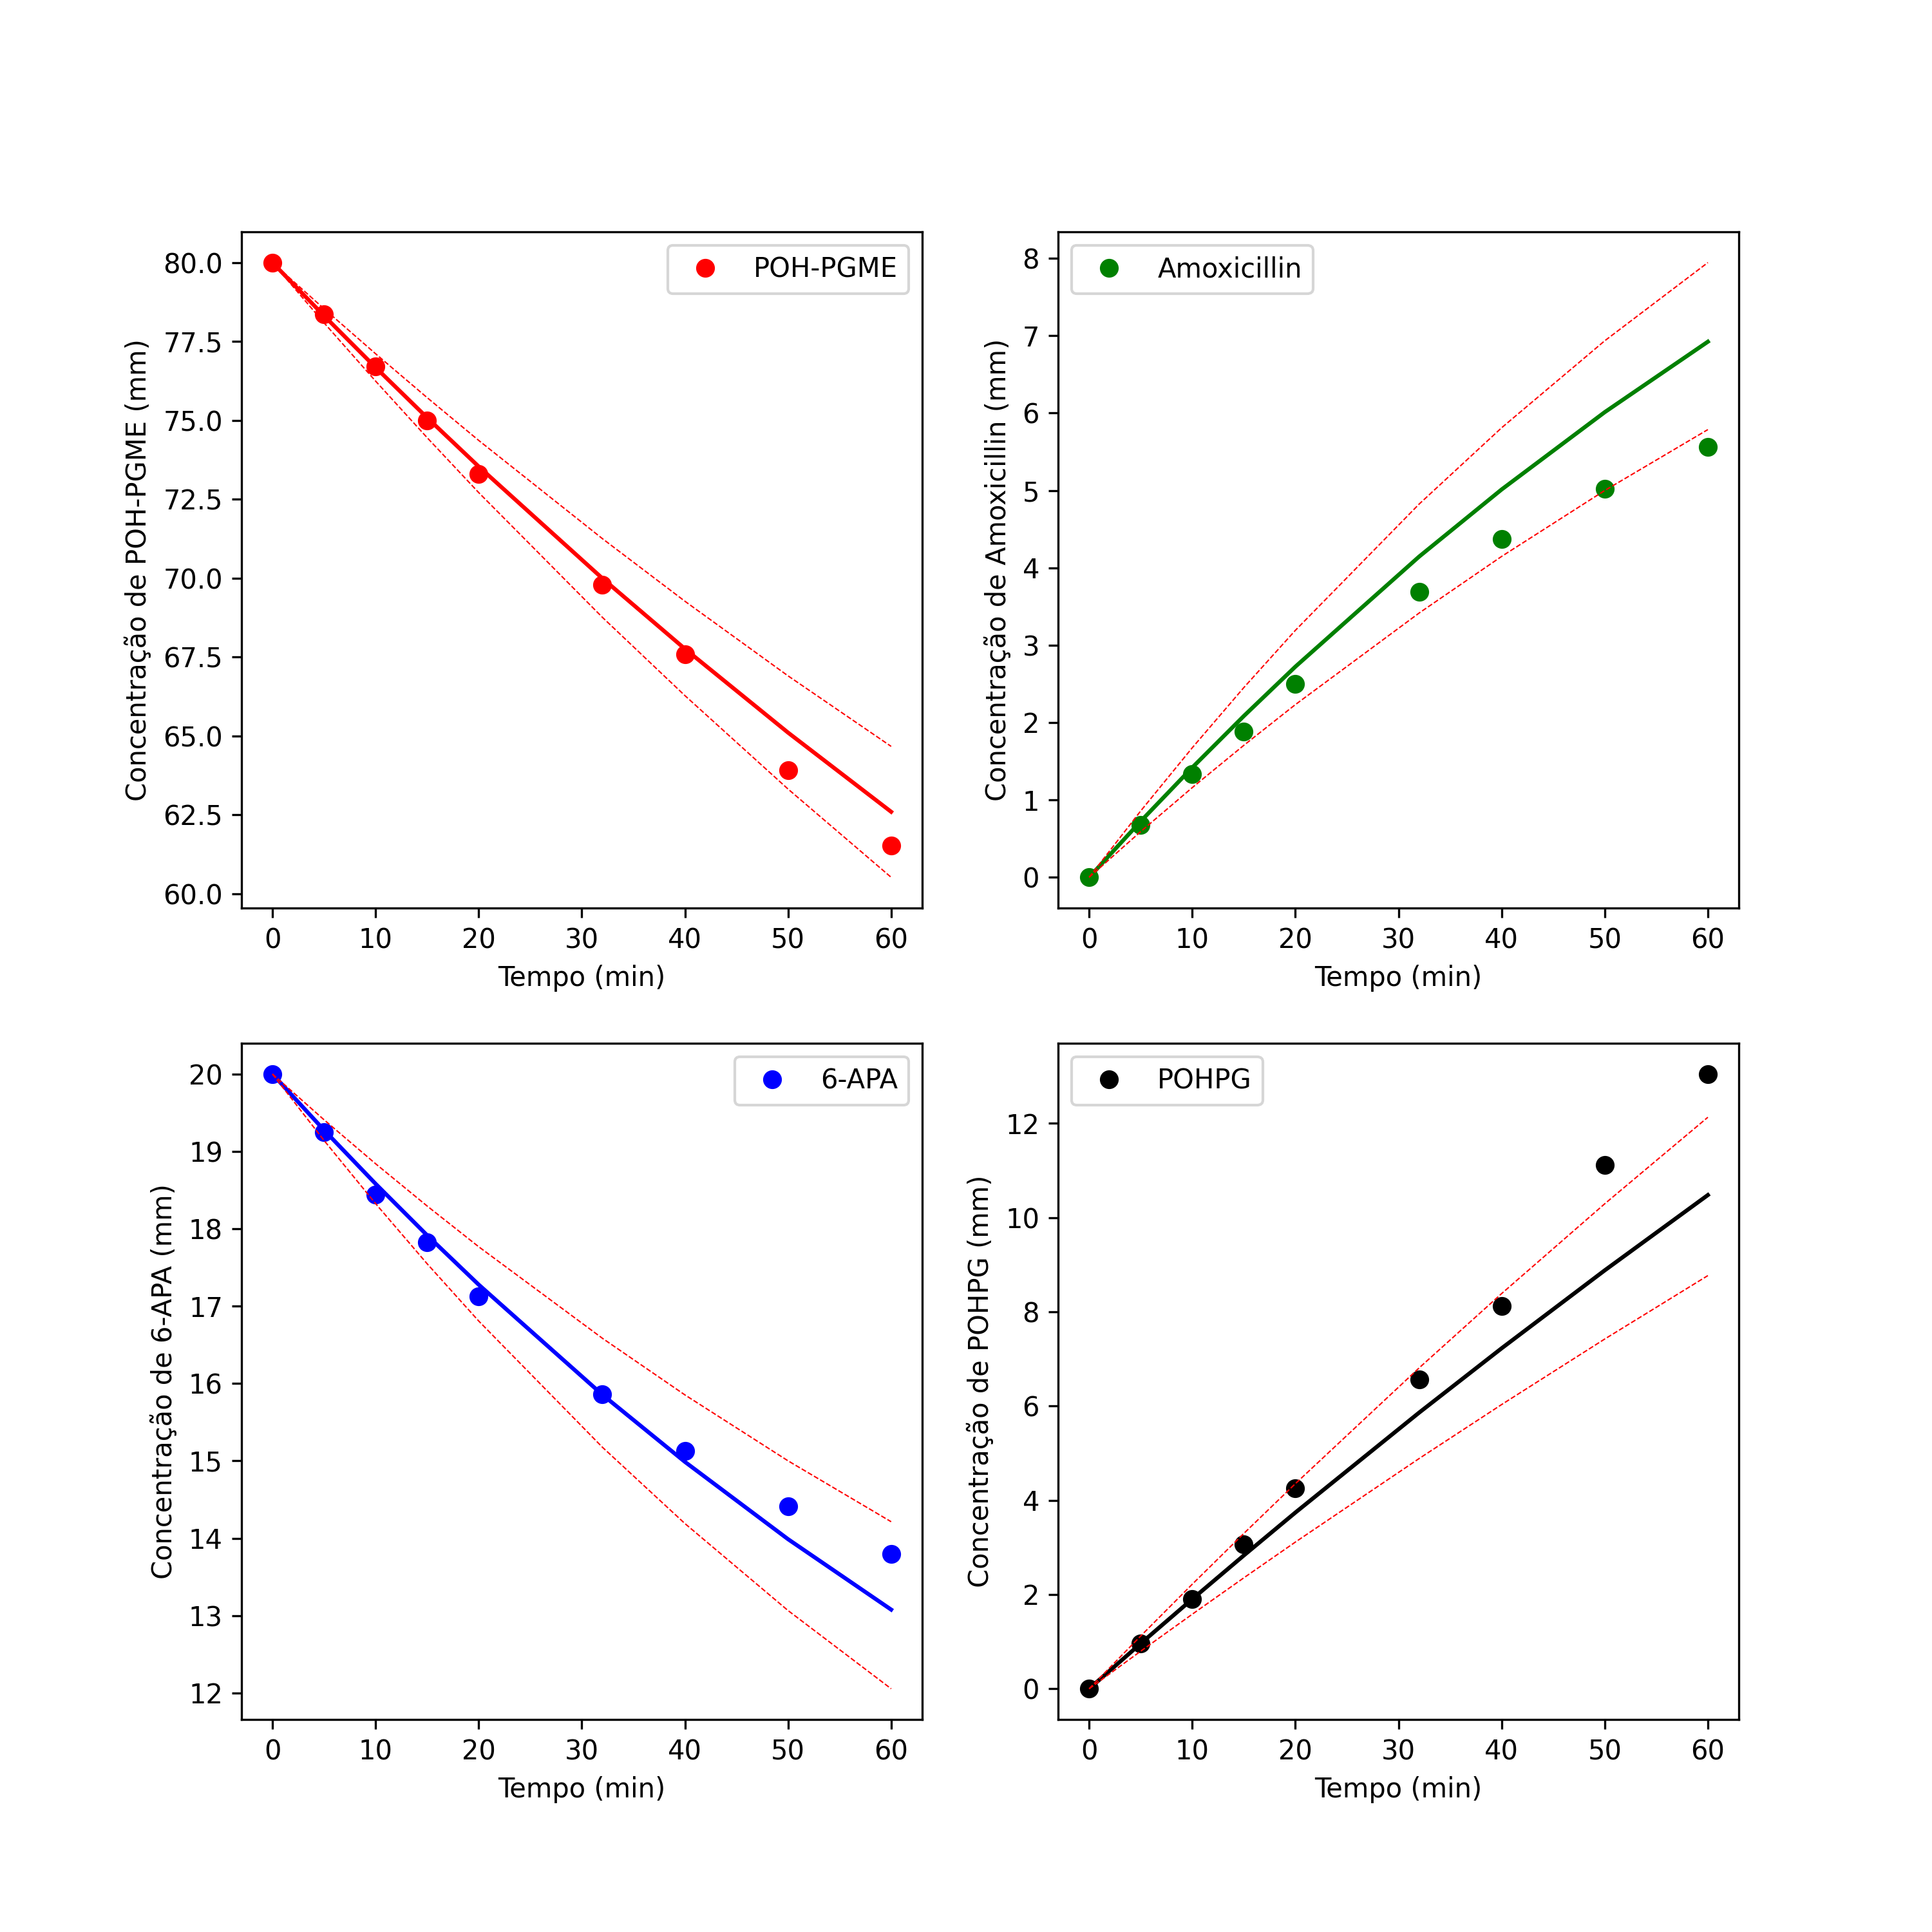 POH-PGME
80.0
77.5
75.0
72.5
70.0
67.5
65.0
62.5
60.0
Concentração de POH-PGME (mm)
0 10 20 30 40 50 60
Tempo (min)
Amoxicillin
8
7
6
5
4
3
2
1
0
Concentração de Amoxicillin (mm)
0 10 20 30 40 50 60
Tempo (min)
6-APA
20
19
18
17
16
15
14
13
12
Concentração de 6-APA (mm)
0 10 20 30 40 50 60
Tempo (min)
POHPG
12
10
8
6
4
2
0
Concentração de POHPG (mm)
0 10 20 30 40 50 60
Tempo (min)